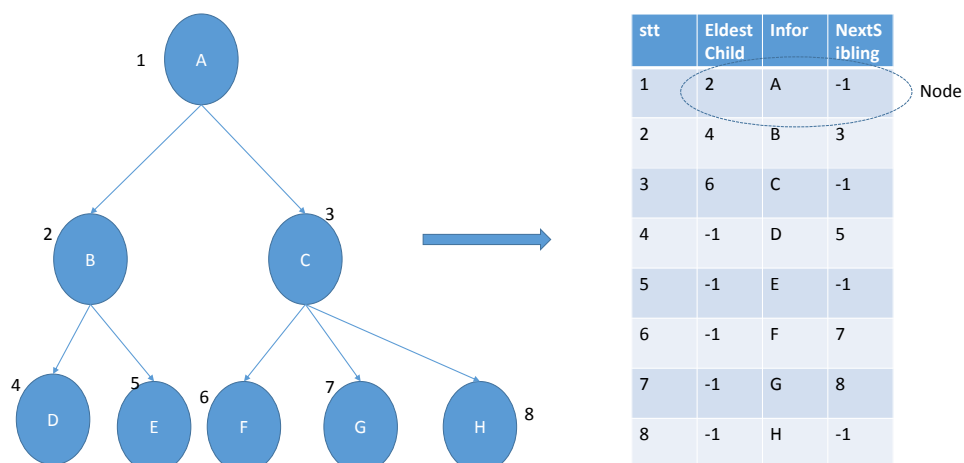 1
A
2
B
3
C
4
D
5
E
6
F
7
G
H
8
stt Eldest Child Infor NextS ibling
1 2 A -1
2 4 B 3
3 6 C -1
4 -1 D 5
5 -1 E -1
6 -1 F 7
7 -1 G 8
8 -1 H -1
Node